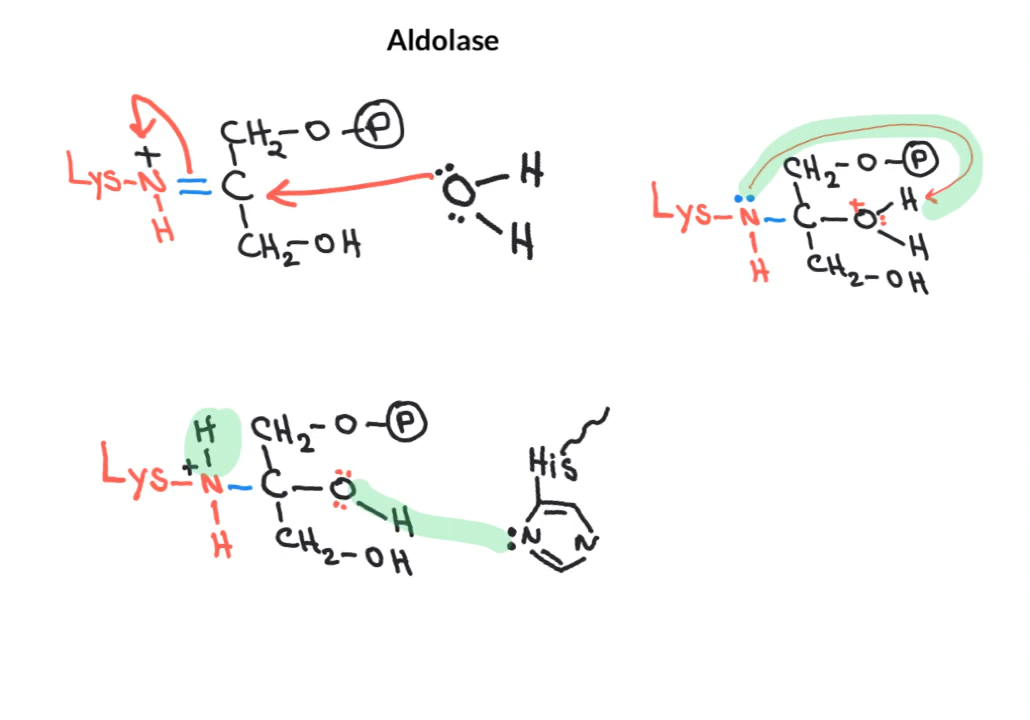 Aldolase
CH2-O-P
Lys-N+=C
H
CH2-OH
:O-H
H
CH2-O-P
Lys-N-C-O+-H
H
H
CH2-OH
H
CH2-O-P
Lys-N+-C-O-H
H
CH2-OH
His
:N
N